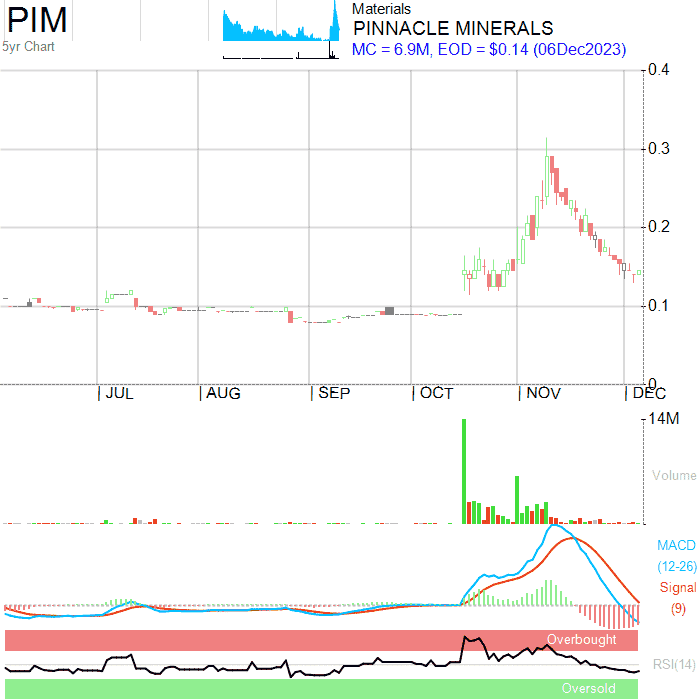 PIM
5yr Chart
Materials
PINNACLE MINERALS
MC = 6.9M, EOD = $0.14 (06Dec2023)
0.4
0.3
0.2
0.1
0
JUL AUG SEP OCT NOV DEC
14M
Volume
MACD
(12-26)
Signal
(9)
Overbought
RSI(14)
Oversold